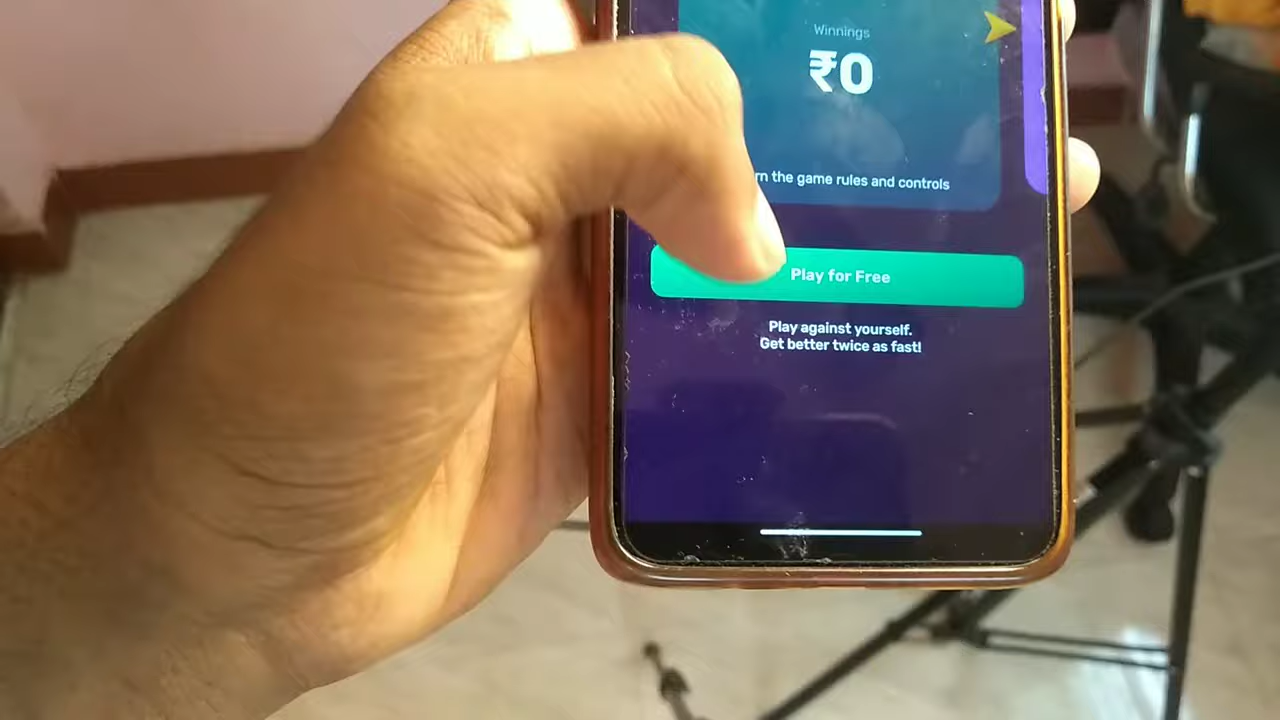 Winnings
₹0
the game rules and controls
Play for Free
Play against yourself.
Get better twice as fast!